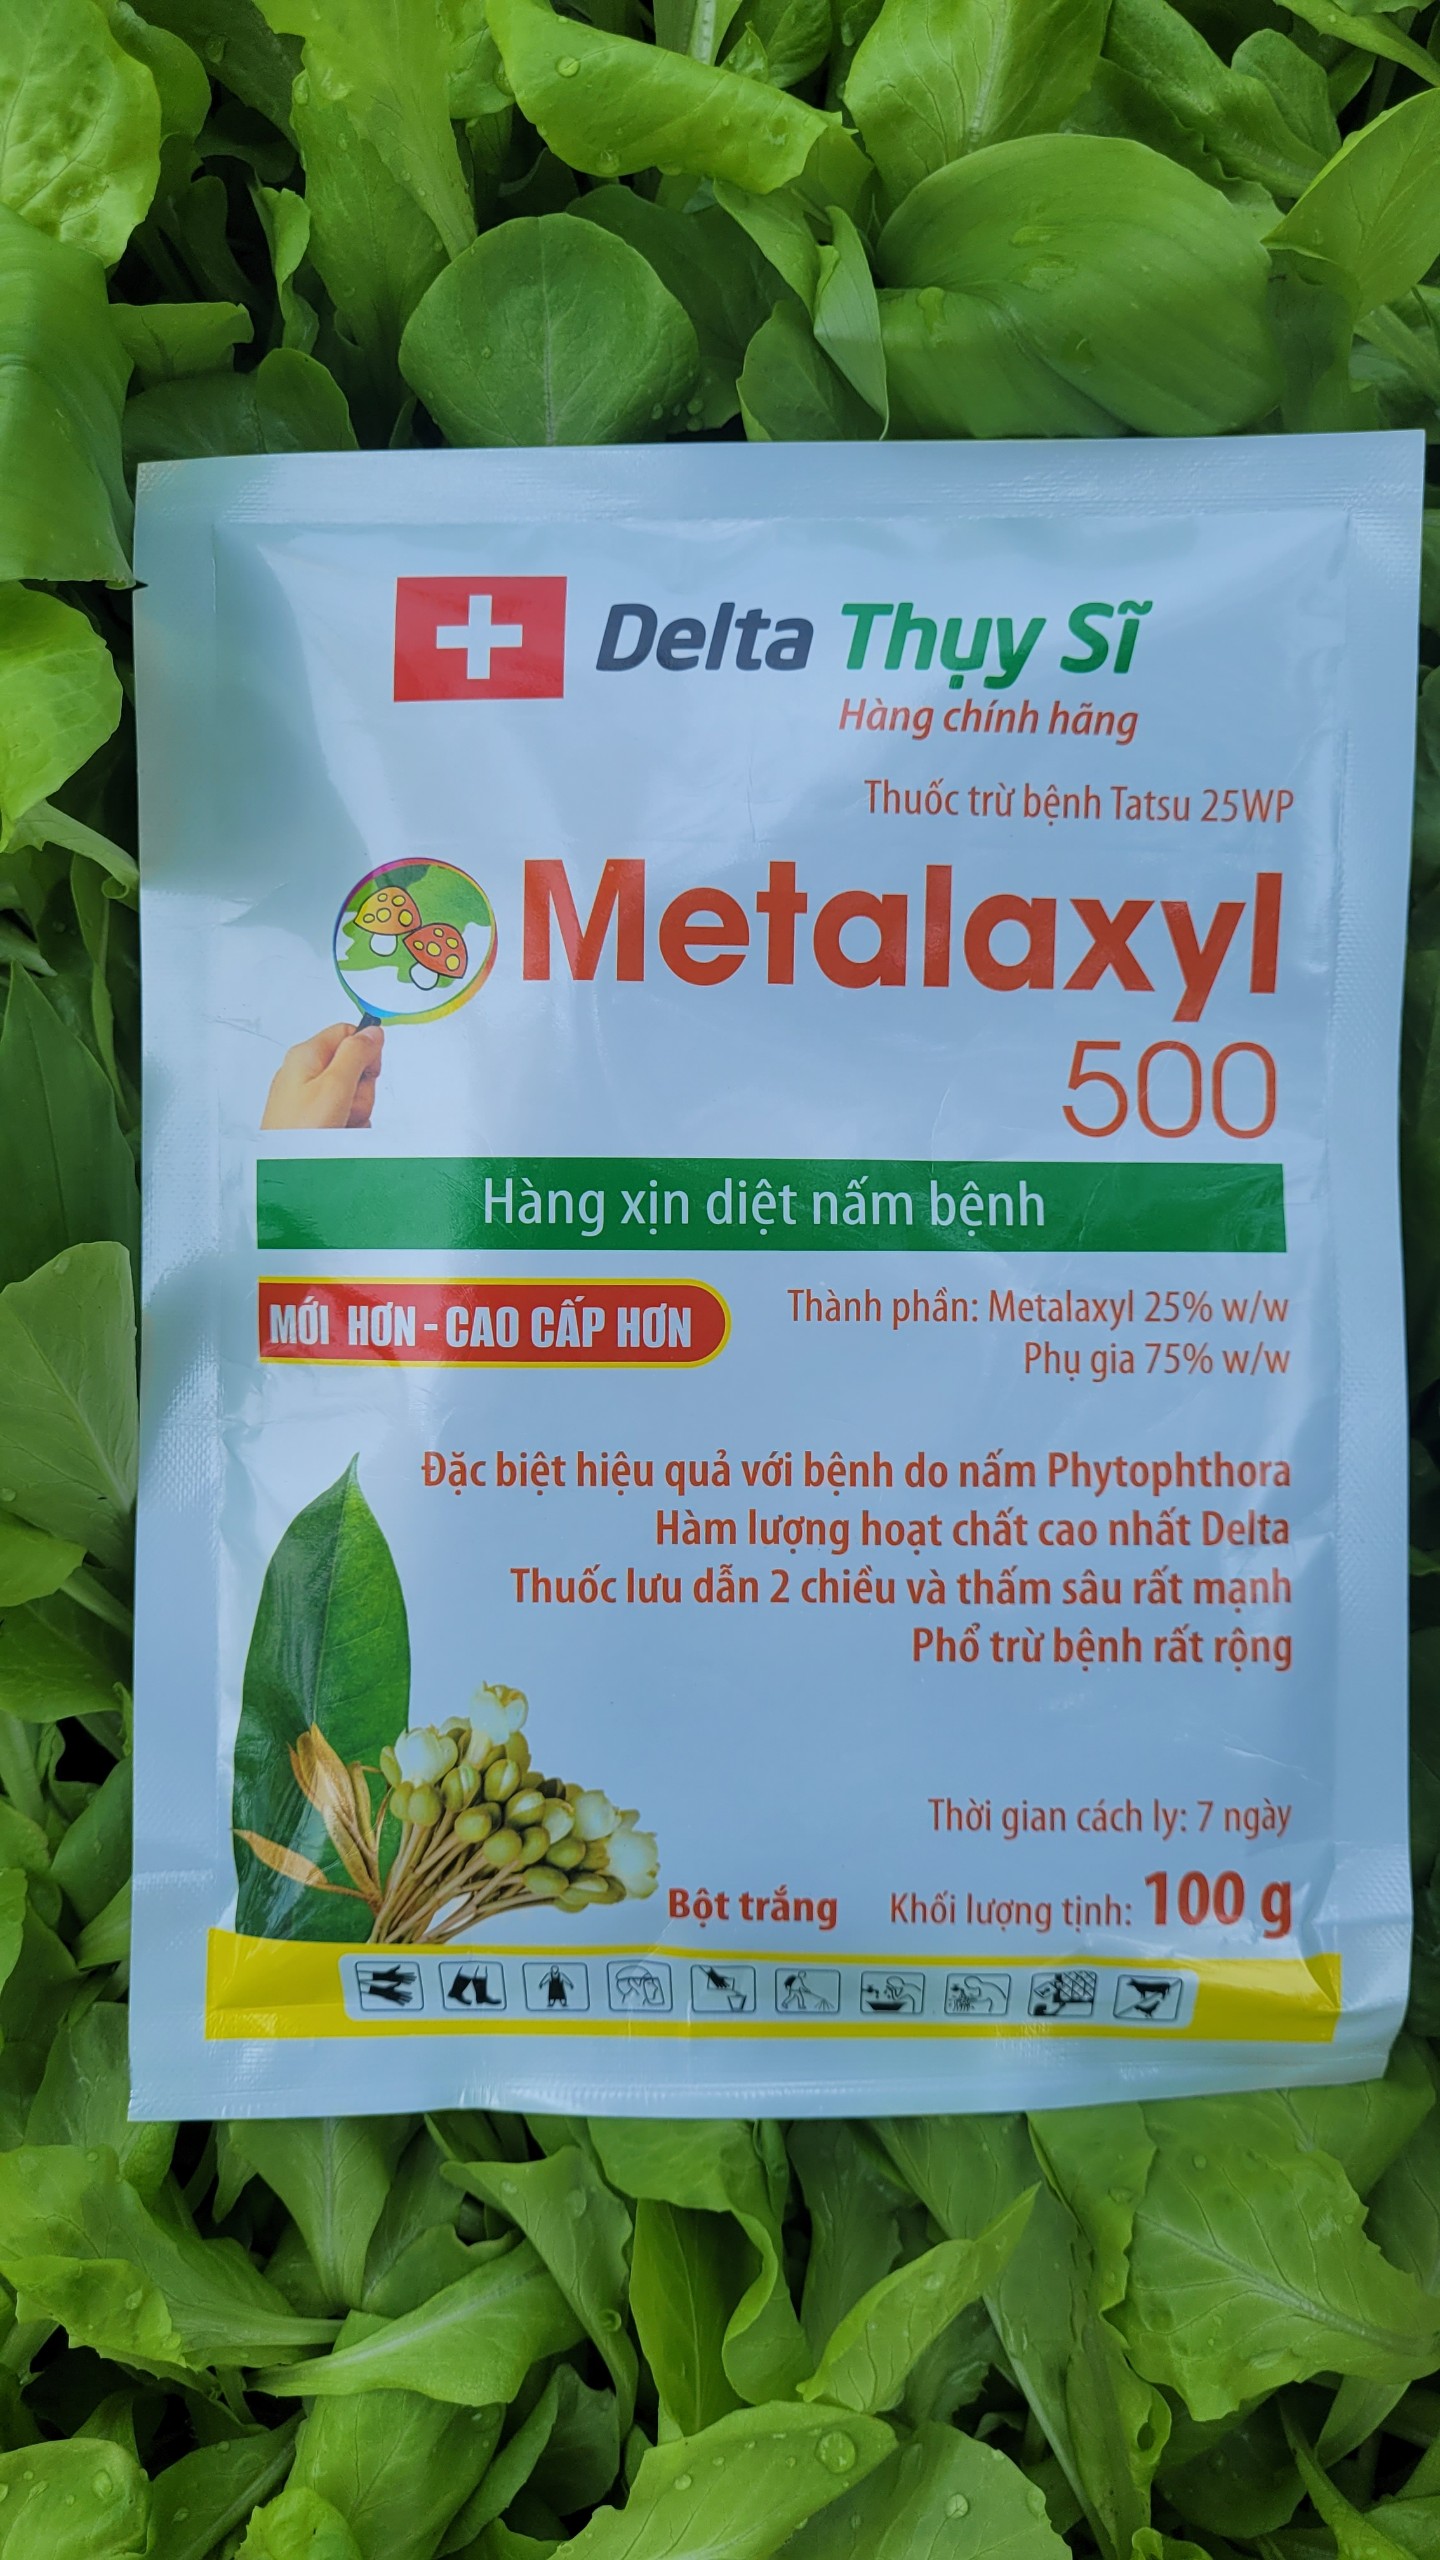 Delta Thụy Sĩ
Hàng chính hãng
Thuốc trừ bệnh Tatsu 25WP
Metalaxyl
500
Hàng xịn diệt nấm bệnh
MỚI HƠN - CAO CẤP HƠN
Thành phần: Metalaxyl 25% w/w
Phụ gia 75% w/w
Đặc biệt hiệu quả với bệnh do nấm Phytophthora
Hàm lượng hoạt chất cao nhất Delta
Thuốc lưu dẫn 2 chiều và thấm sâu rất mạnh
Phổ trừ bệnh rất rộng
Thời gian cách ly: 7 ngày
Bột trắng Khối lượng tịnh: 100 g